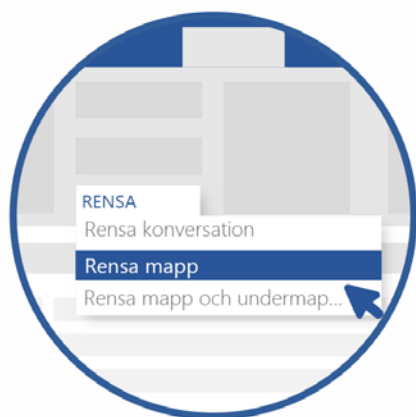 RENSA
Rensa konversation
Rensa mapp
Rensa mapp och undermap...